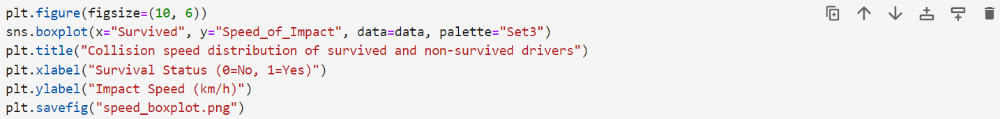 plt.figure(figsize=(10, 6))
sns.boxplot(x="Survived", y="Speed_of_Impact", data=data, palette="Set3")
plt.title("Collision speed distribution of survived and non-survived drivers")
plt.xlabel("Survival Status (0=No, 1=Yes)")
plt.ylabel("Impact Speed (km/h)")
plt.savefig("speed_boxplot.png")